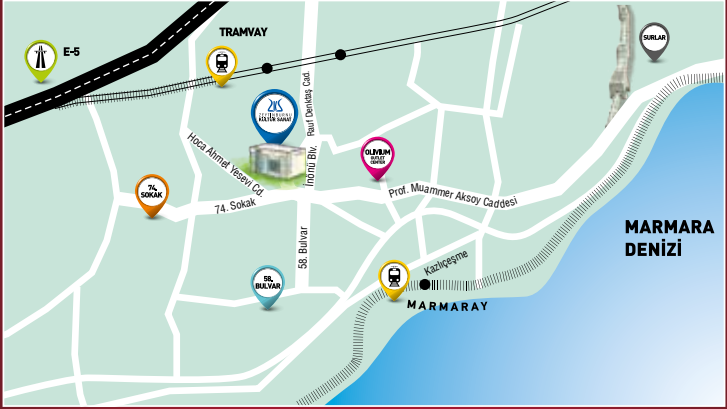 TRAMVAY
E-5
SURLAR
ZEYTİNBURNU
KÜLTÜR SANAT
Rauf Denktaş Cad.
Hoca Ahmet Yesevi Cd.
İnönü Blv.
OLIVIUM
OUTLET
CENTER
74.
SOKAK
74. Sokak
Prof. Muammer Aksoy Caddesi
58. Bulvar
MARMARA
DENİZİ
58.
BULVAR
Kazlıçeşme
MARMARAY